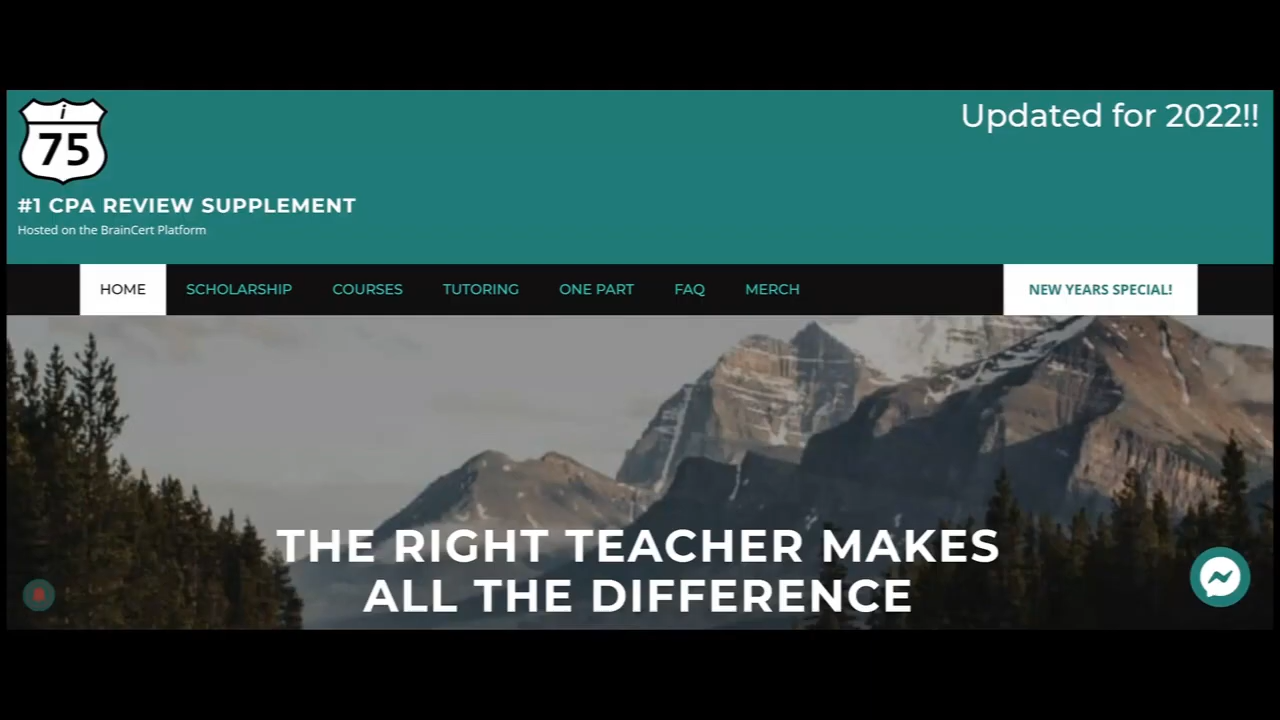 i
75
Updated for 2022!!
#1 CPA REVIEW SUPPLEMENT
Hosted on the BrainCert Platform
HOME SCHOLARSHIP COURSES TUTORING ONE PART FAQ MERCH NEW YEARS SPECIAL!
THE RIGHT TEACHER MAKES
ALL THE DIFFERENCE